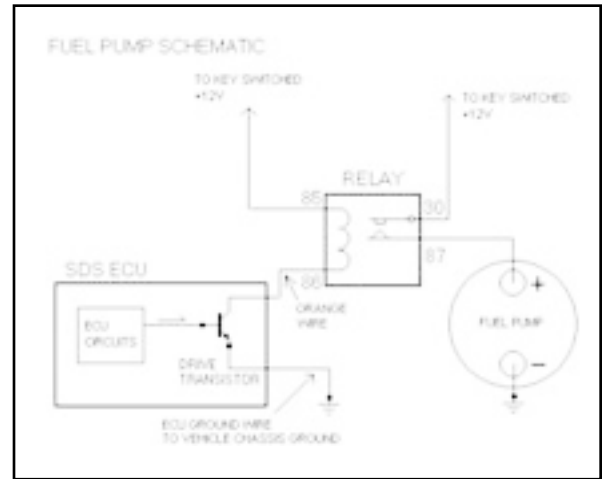 FUEL PUMP SCHEMATIC
TO KEY SWITCHED
+12V
TO KEY SWITCHED
+12V
RELAY
85
30
87
86
SDS ECU
ECU
CIRCUITS
DRIVE
TRANSISTOR
ORANGE
WIRE
+
FUEL PUMP
−
ECU GROUND WIRE
TO VEHICLE CHASSIS GROUND